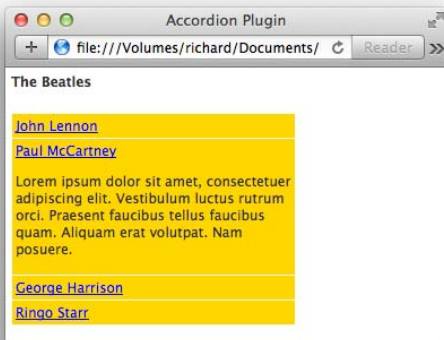 Accordion Plugin
file:///Volumes/richard/Documents/ Reader
The Beatles
John Lennon
Paul McCartney
Lorem ipsum dolor sit amet, consectetuer
adipiscing elit. Vestibulum luctus rutrum
orci. Praesent faucibus tellus faucibus
quam. Aliquam erat volutpat. Nam
posuere.
George Harrison
Ringo Starr